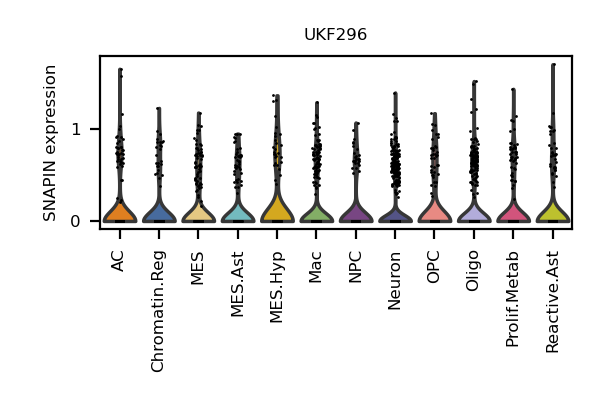 UKF296
SNAPIN expression
1
0
AC
Chromatin.Reg
MES
MES.Ast
MES.Hyp
Mac
NPC
Neuron
OPC
Oligo
Prolif.Metab
Reactive.Ast